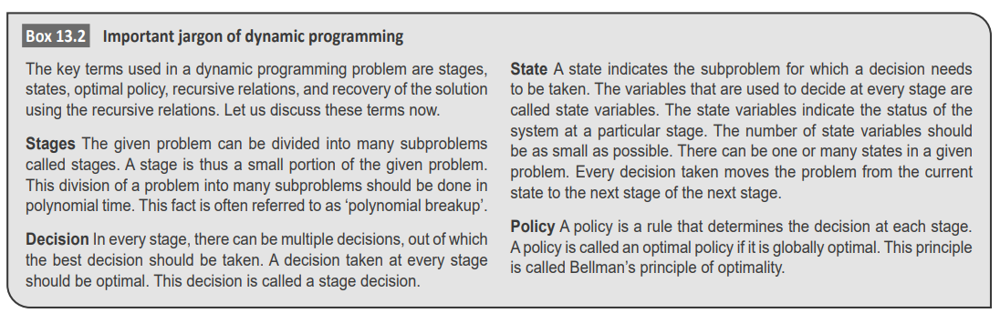 Box 13.2 Important jargon of dynamic programming
The key terms used in a dynamic programming problem are stages,
states, optimal policy, recursive relations, and recovery of the solution
using the recursive relations. Let us discuss these terms now.
Stages The given problem can be divided into many subproblems
called stages. A stage is thus a small portion of the given problem.
This division of a problem into many subproblems should be done in
polynomial time. This fact is often referred to as ‘polynomial breakup’.
Decision In every stage, there can be multiple decisions, out of which
the best decision should be taken. A decision taken at every stage
should be optimal. This decision is called a stage decision.
State A state indicates the subproblem for which a decision needs
to be taken. The variables that are used to decide at every stage are
called state variables. The state variables indicate the status of the
system at a particular stage. The number of state variables should
be as small as possible. There can be one or many states in a given
problem. Every decision taken moves the problem from the current
state to the next stage of the next stage.
Policy A policy is a rule that determines the decision at each stage.
A policy is called an optimal policy if it is globally optimal. This principle
is called Bellman’s principle of optimality.